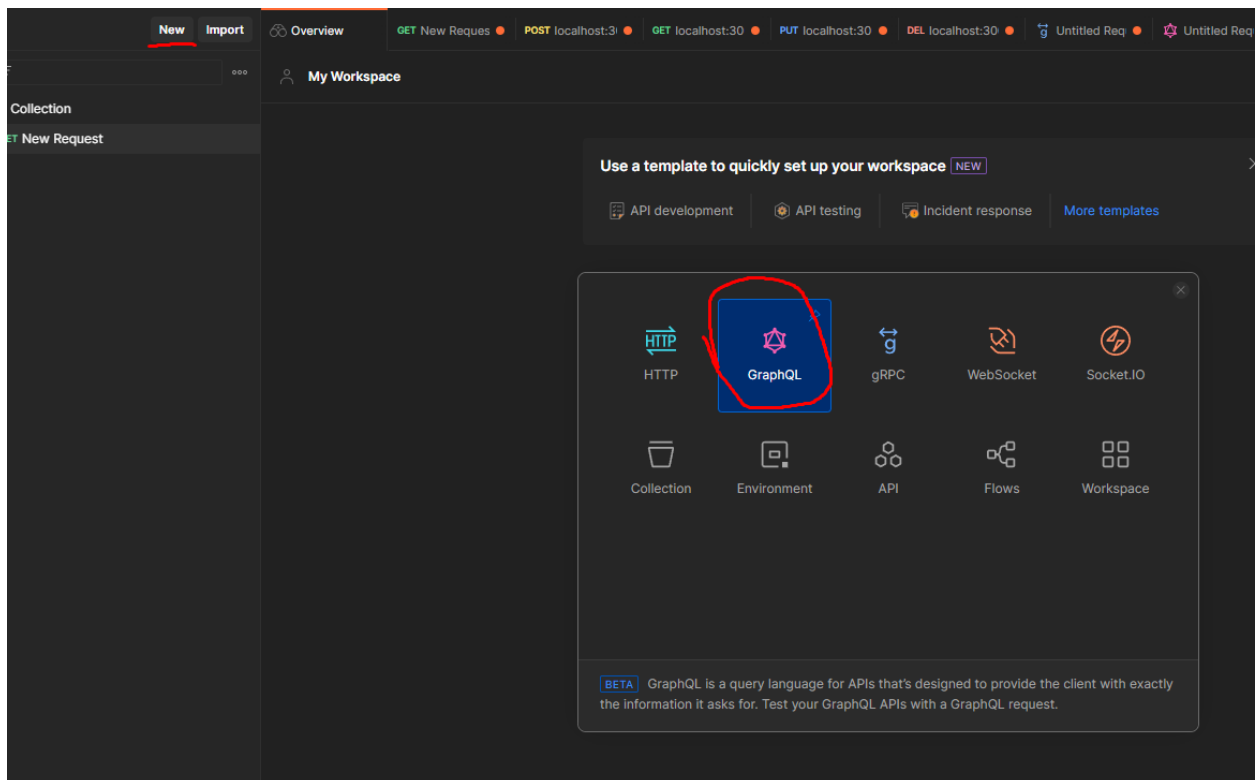 New Import Overview GET New Reques POST localhost:3 GET localhost:30 PUT localhost:30 DEL localhost:30 Untitled Req Untitled Req
My Workspace
Collection
ET New Request
Use a template to quickly set up your workspace NEW
API development API testing Incident response More templates
HTTP GraphQL gRPC WebSocket Socket.IO
Collection Environment API Flows Workspace
BETA GraphQL is a query language for APIs that's designed to provide the client with exactly
the information it asks for. Test your GraphQL APIs with a GraphQL request.